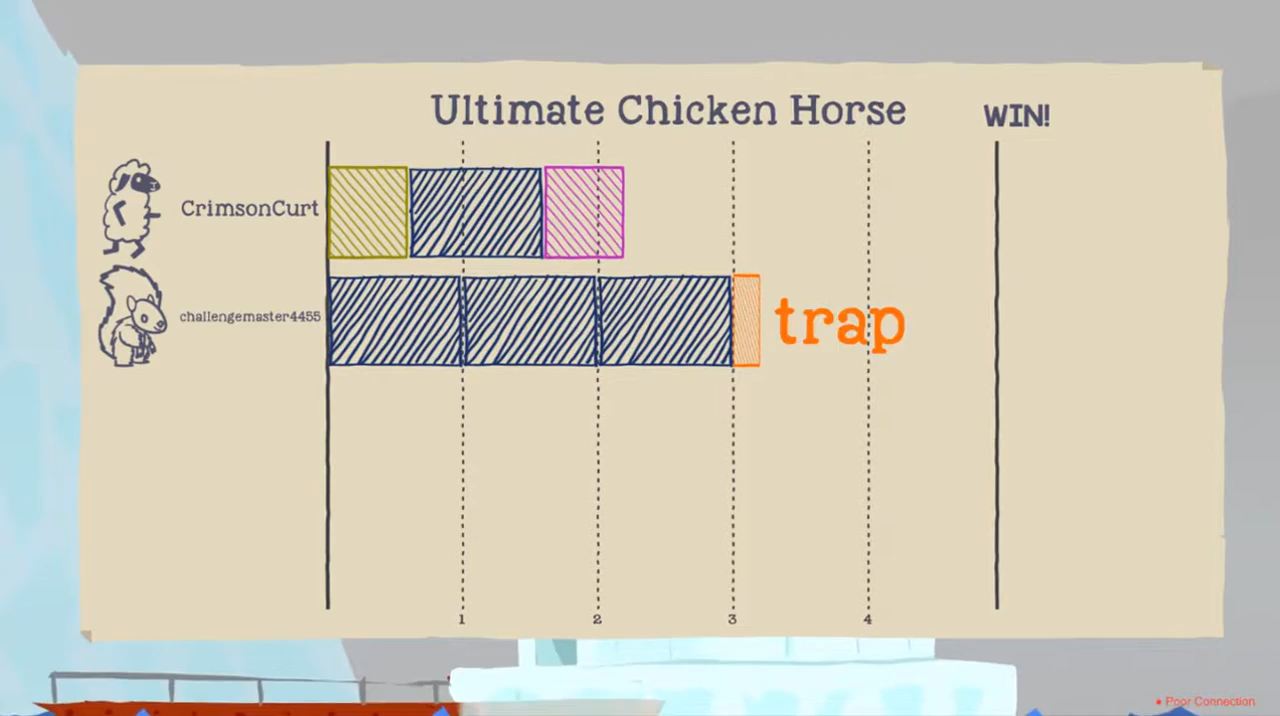 Ultimate Chicken Horse
WIN!
CrimsonCurt
challengemaster4455
trap
1 2 3 4
Poor Connection